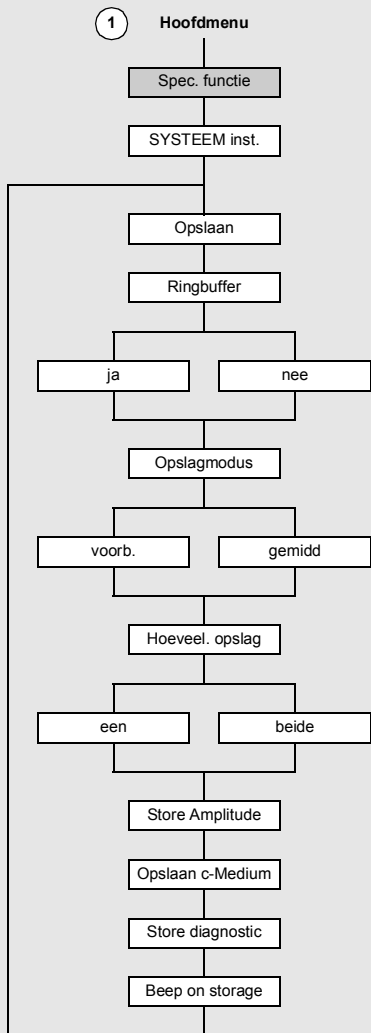 1 Hoofdmenu
Spec. functie
SYSTEEM inst.
Opslaan
Ringbuffer
ja nee
Opslagmodus
voorb. gemidd
Hoeveel. opslag
een beide
Store Amplitude
Opslaan c-Medium
Store diagnostic
Beep on storage